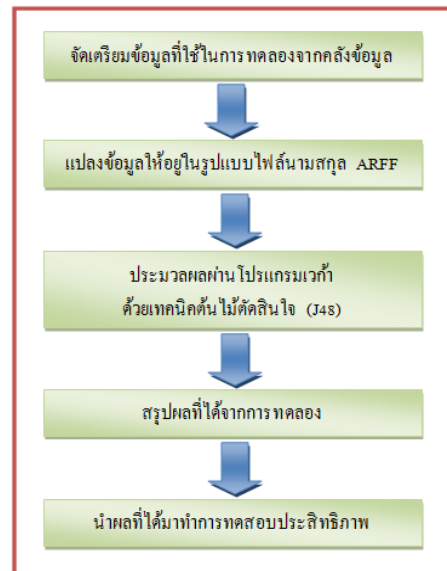 จัดเตรียมข้อมูลที่ใช้ในการทดลองจากคลังข้อมูล
แปลงข้อมูลให้อยู่ในรูปแบบไฟล์นามสกุล ARFF
ประมวลผลผ่านโปรแกรมเวก้า
ด้วยเทคนิคต้นไม้ตัดสินใจ (J48)
สรุปผลที่ได้จากการทดลอง
นำผลที่ได้มาทำการทดสอบประสิทธิภาพ